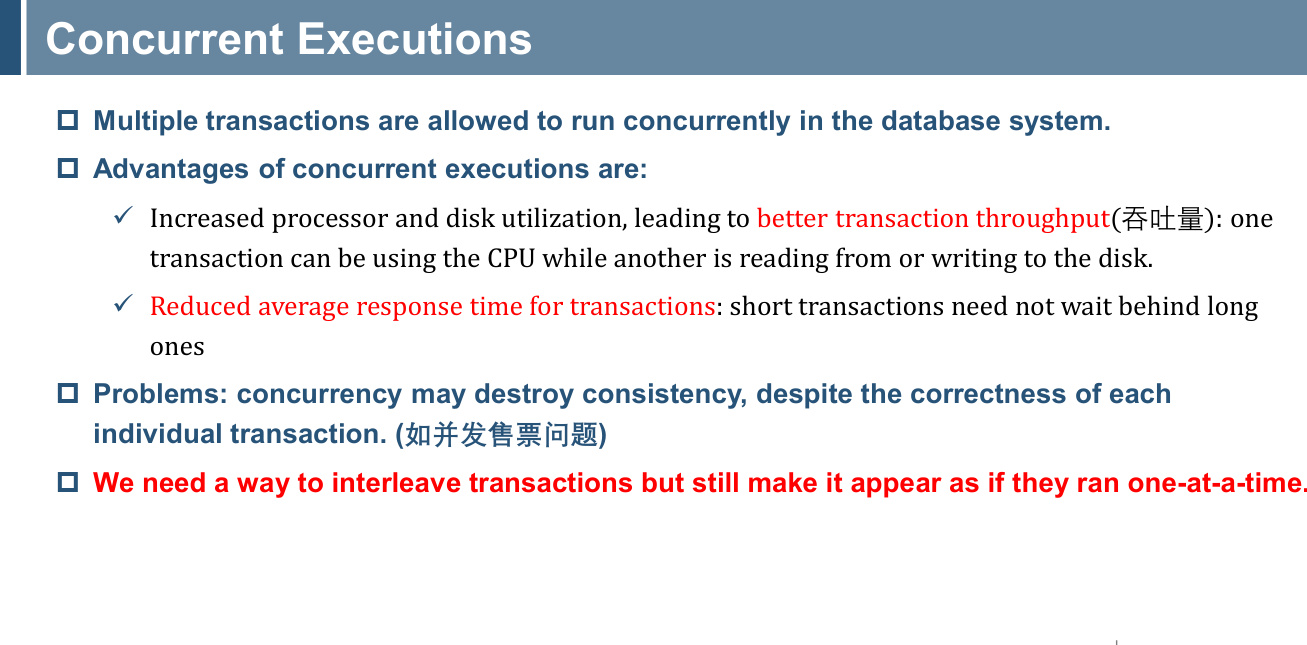 Concurrent Executions
Multiple transactions are allowed to run concurrently in the database system.
Advantages of concurrent executions are:
Increased processor and disk utilization, leading to better transaction throughput(吞吐量): one
transaction can be using the CPU while another is reading from or writing to the disk.
Reduced average response time for transactions: short transactions need not wait behind long
ones
Problems: concurrency may destroy consistency, despite the correctness of each
individual transaction. (如并发售票问题)
We need a way to interleave transactions but still make it appear as if they ran one-at-a-time.